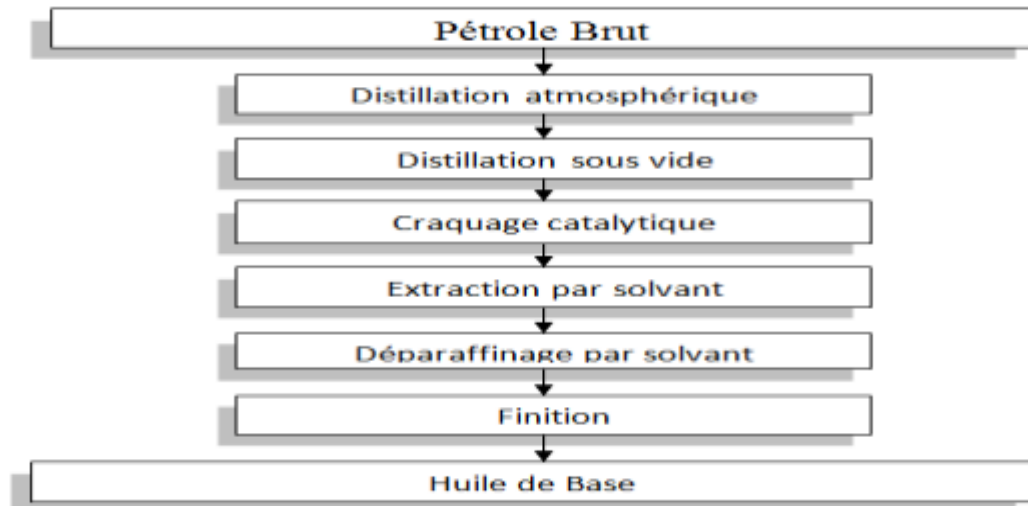 Pétrole Brut
Distillation atmosphérique
Distillation sous vide
Craquage catalytique
Extraction par solvant
Déparaffinage par solvant
Finition
Huile de Base